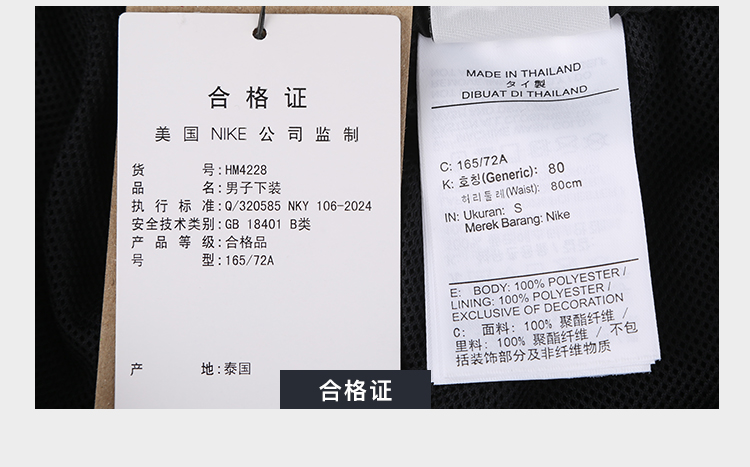 合格证
美国NIKE公司监制
货号:HM4228
品名:男子下装
执行标准:Q/320585 NKY 106-2024
安全技术类别:GB 18401 B类
产品等级:合格品
号型:165/72A
产地:泰国
MADE IN THAILAND
タイ製
DIBUAT DI THAILAND
C: 165/72A
K: 호칭(Generic): 80
허리둘레(Waist): 80cm
IN: Ukuran: S
Merek Barang: Nike
E: BODY: 100% POLYESTER /
LINING: 100% POLYESTER /
EXCLUSIVE OF DECORATION
C: 面料: 100% 聚酯纤维 /
里料: 100% 聚酯纤维 / 不包
括装饰部分及非纤维物质
合格证